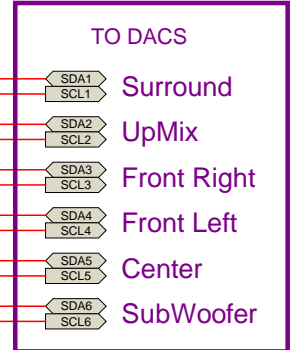 TO DACS
SDA1
SCL1
Surround
SDA2
SCL2
UpMix
SDA3
SCL3
Front Right
SDA4
SCL4
Front Left
SDA5
SCL5
Center
SDA6
SCL6
SubWoofer